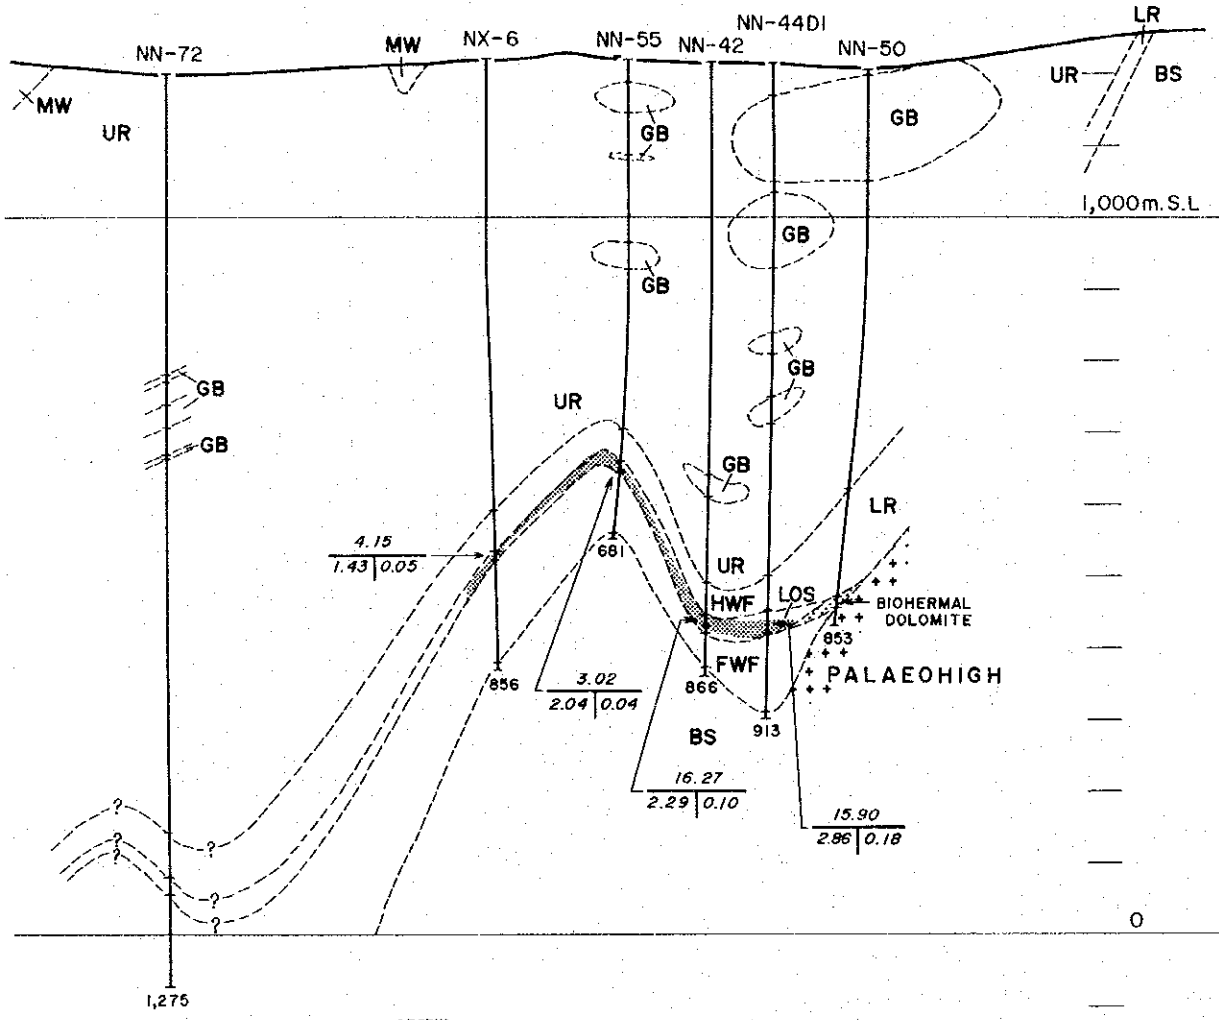 NN-44D1
LR
NN-72
MW
NX-6
NN-55
NN-42
NN-50
UR
BS
MW
UR
GB
GB
1,000m. S.L
GB
GB
GB
GB
GB
UR
GB
LR
4.15
1.43 | 0.05
681
UR
HWF
LOS
BIOHERMAL
DOLOMITE
853
FWF
PALAEOHIGH
856
3.02
2.04 | 0.04
866
913
BS
16.27
2.29 | 0.10
15.90
2.86 | 0.18
?
?
?
?
?
?
0
1,275